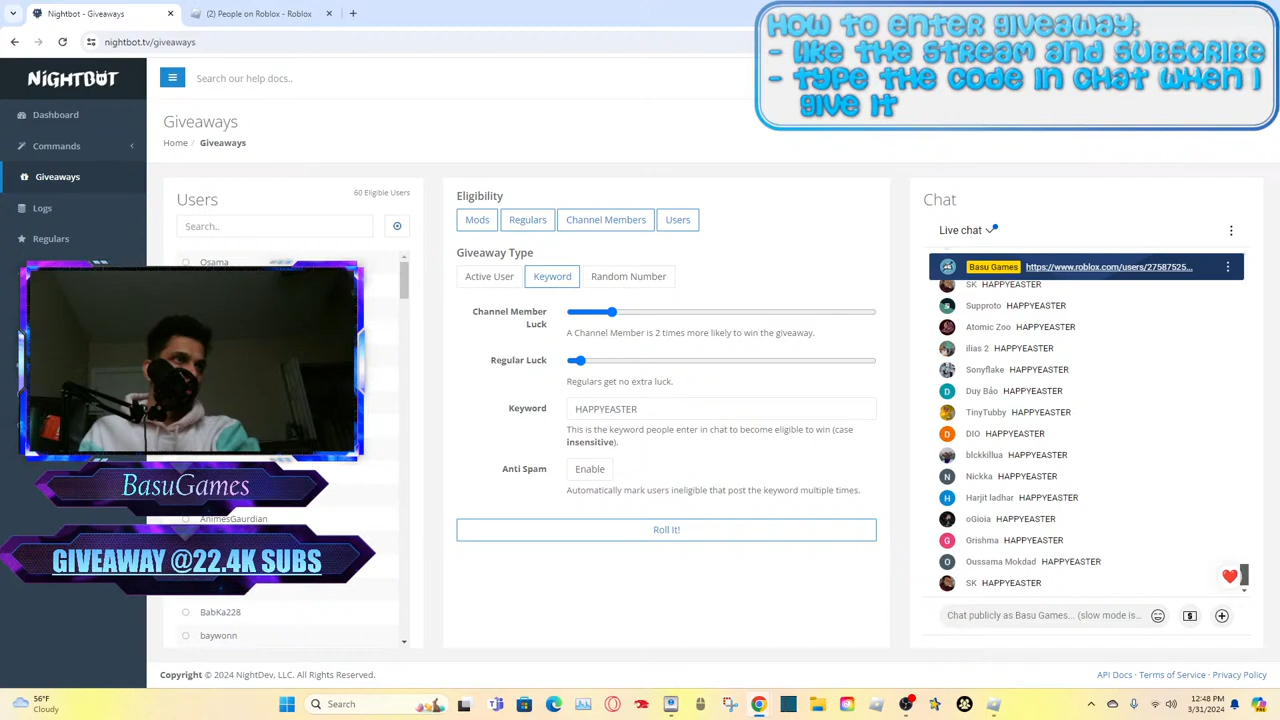 Nightbot - Giveaways
(2) People on Roblox - Roblox
nightbot.tv/giveaways
How to enter giveaway:
- Like the stream and subscribe
- Type the code in chat when I
give it
NIGHTBOT
Search our help docs..
Dashboard
Commands
Giveaways
Logs
Regulars
Giveaways
Home / Giveaways
Users
60 Eligible Users
Search..
Osama
AnimesGaurdian
BabKa228
baywonn
BasuGames
GIVEAWAY @22.4K SUBS
Eligibility
Mods
Regulars
Channel Members
Users
Giveaway Type
Active User
Keyword
Random Number
Channel Member
Luck
A Channel Member is 2 times more likely to win the giveaway.
Regular Luck
Regulars get no extra luck.
Keyword
HAPPYEASTER
This is the keyword people enter in chat to become eligible to win (case
insensitive).
Anti Spam
Enable
Automatically mark users ineligible that post the keyword multiple times.
Roll It!
Chat
Live chat
Basu Games https://www.roblox.com/users/27587525...
SK HAPPYEASTER
Supproto HAPPYEASTER
Atomic Zoo HAPPYEASTER
ilias 2 HAPPYEASTER
Sonyflake HAPPYEASTER
D Duy Bảo HAPPYEASTER
TinyTubby HAPPYEASTER
D DIO HAPPYEASTER
blckkillua HAPPYEASTER
N Nickka HAPPYEASTER
H Harjit ladhar HAPPYEASTER
oGioia HAPPYEASTER
G Grishma HAPPYEASTER
O Oussama Mokdad HAPPYEASTER
SK HAPPYEASTER
Chat publicly as Basu Games... (slow mode is...
Copyright © 2024 NightDev, LLC. All Rights Reserved.
API Docs - Terms of Service - Privacy Policy
56°F
Cloudy
Search
12:48 PM
3/31/2024